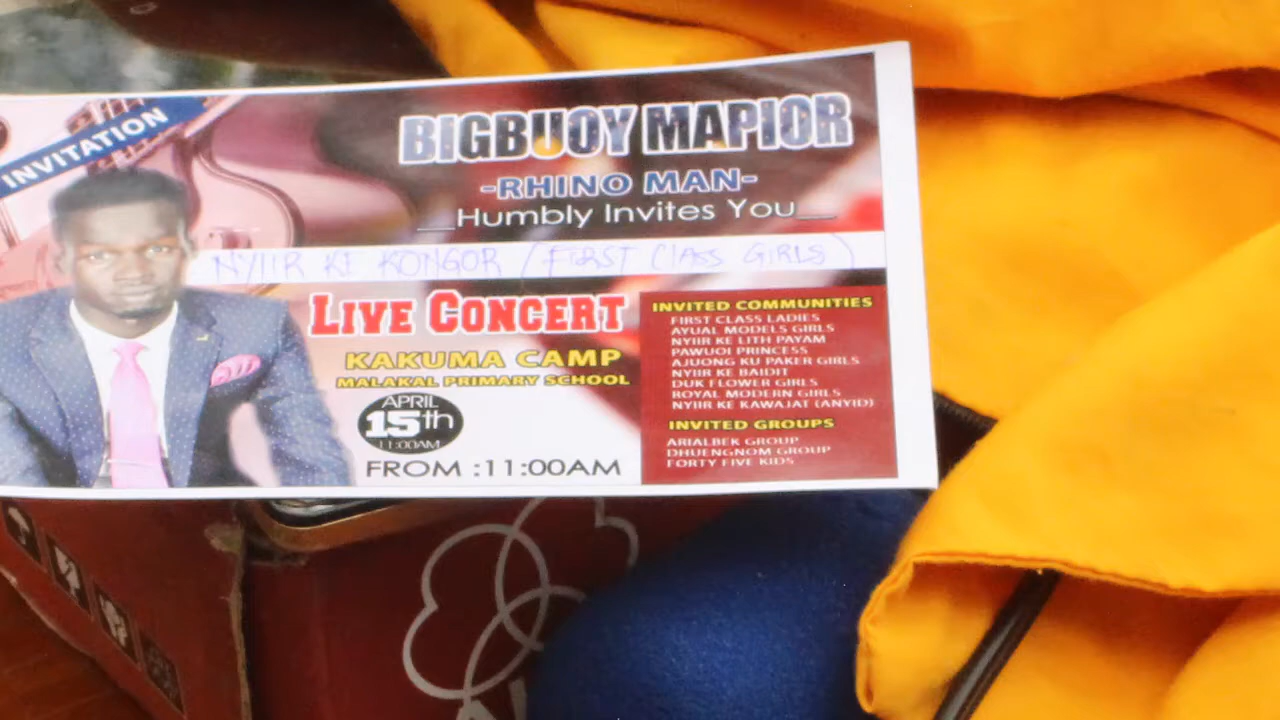 INVITATION
BIGBUOY MAPIOR
-RHINO MAN-
__Humbly Invites You__
NYIIR KE KONGOR (FIRST CLASS GIRLS)
LIVE CONCERT
KAKUMA CAMP
MALAKAL PRIMARY SCHOOL
APRIL
15th
11:00AM
FROM :11:00AM
INVITED COMMUNITIES
FIRST CLASS LADIES
AYUAL MODELS GIRLS
NYIIR KE LITH PAYAM
PAWUOI PRINCESS
AJUONG KU PAKER GIRLS
NYIIR KE BAIDIT
DUK FLOWER GIRLS
ROYAL MODERN GIRLS
NYIIR KE KAWAJAT (ANYID)
INVITED GROUPS
ARIALBEK GROUP
DHUENGNOM GROUP
FORTY FIVE KIDS